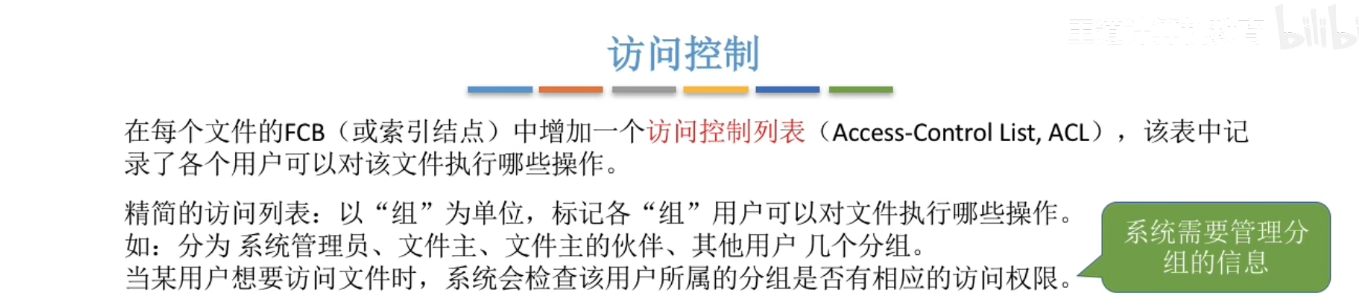 bilibili
访问控制
在每个文件的FCB（或索引结点）中增加一个访问控制列表（Access-Control List, ACL），该表中记
录了各个用户可以对该文件执行哪些操作。
精简的访问列表：以“组”为单位，标记各“组”用户可以对文件执行哪些操作。
如：分为 系统管理员、文件主、文件主的伙伴、其他用户 几个分组。
当某用户想要访问文件时，系统会检查该用户所属的分组是否有相应的访问权限。
系统需要管理分
组的信息